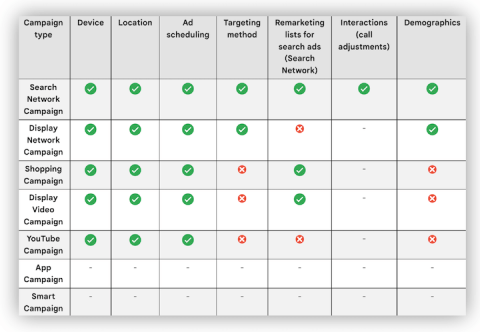 Campaign type
Device
Location
Ad scheduling
Targeting method
Remarketing lists for search ads (Search Network)
Interactions (call adjustments)
Demographics
Search Network Campaign
Display Network Campaign
-
Shopping Campaign
-
Display Video Campaign
-
YouTube Campaign
-
App Campaign
- - - - - - -
Smart Campaign
- - - - - - -